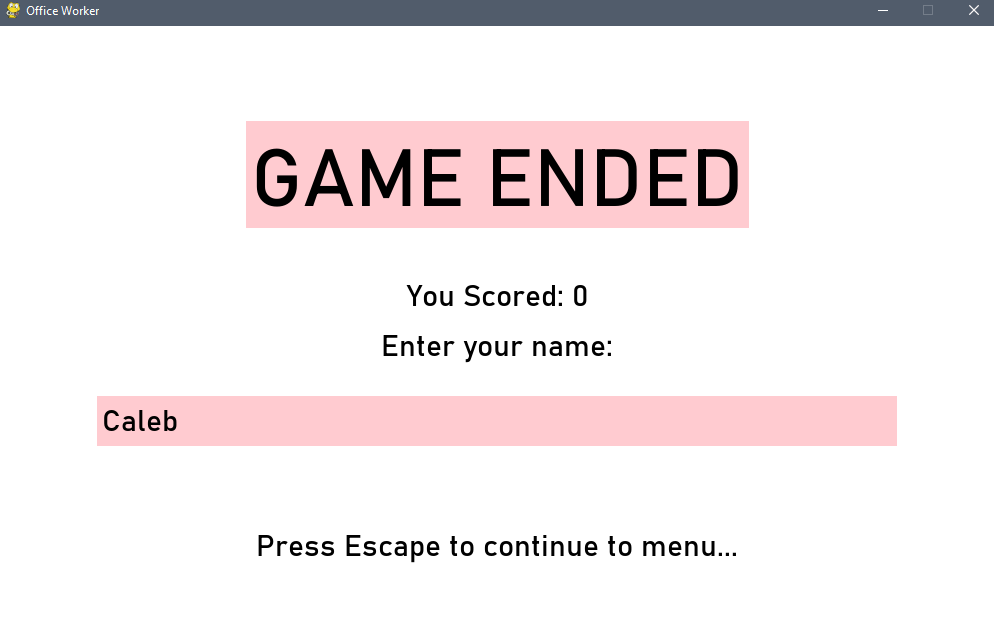 Office Worker
GAME ENDED
You Scored: 0
Enter your name:
Caleb
Press Escape to continue to menu...